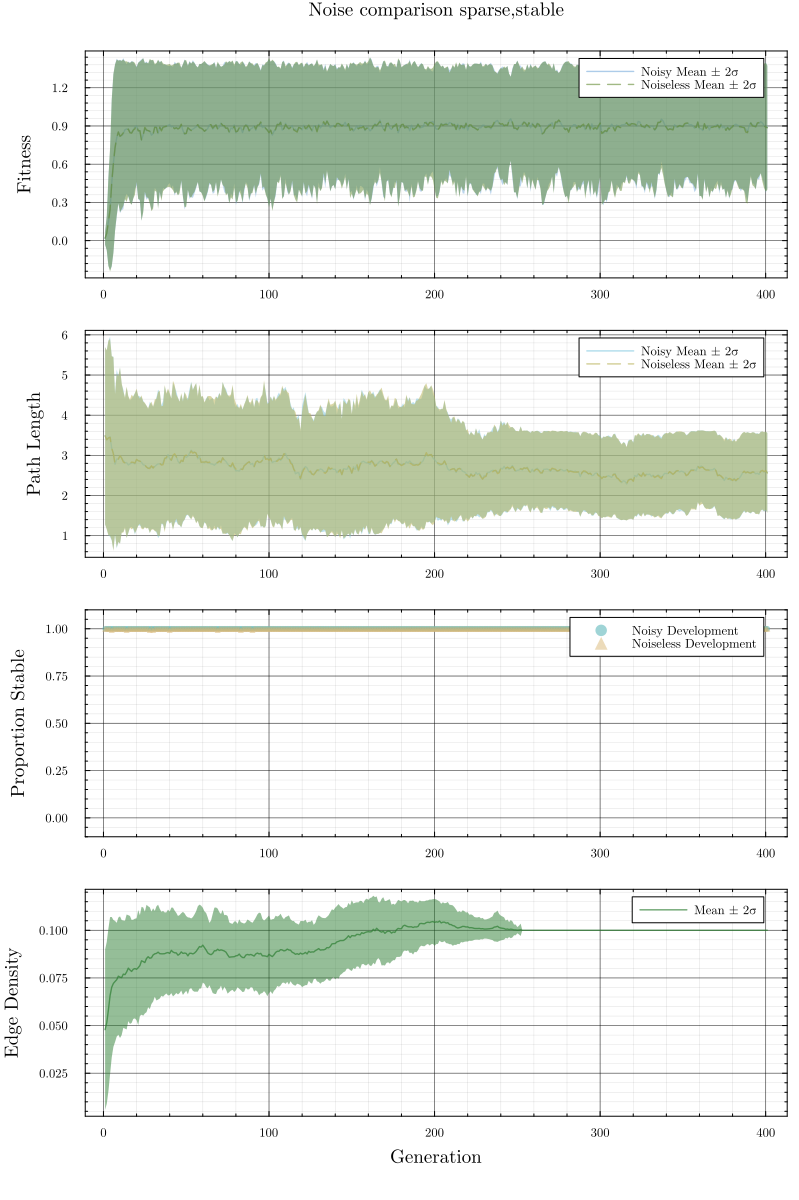 Noise comparison sparse,stable
Fitness
1.2
0.9
0.6
0.3
0.0
Noisy Mean ± 2σ
Noiseless Mean ± 2σ
0 100 200 300 400
Path Length
6
5
4
3
2
1
Noisy Mean ± 2σ
Noiseless Mean ± 2σ
0 100 200 300 400
Proportion Stable
1.00
0.75
0.50
0.25
0.00
Noisy Development
Noiseless Development
0 100 200 300 400
Edge Density
0.100
0.075
0.050
0.025
Mean ± 2σ
0 100 200 300 400
Generation